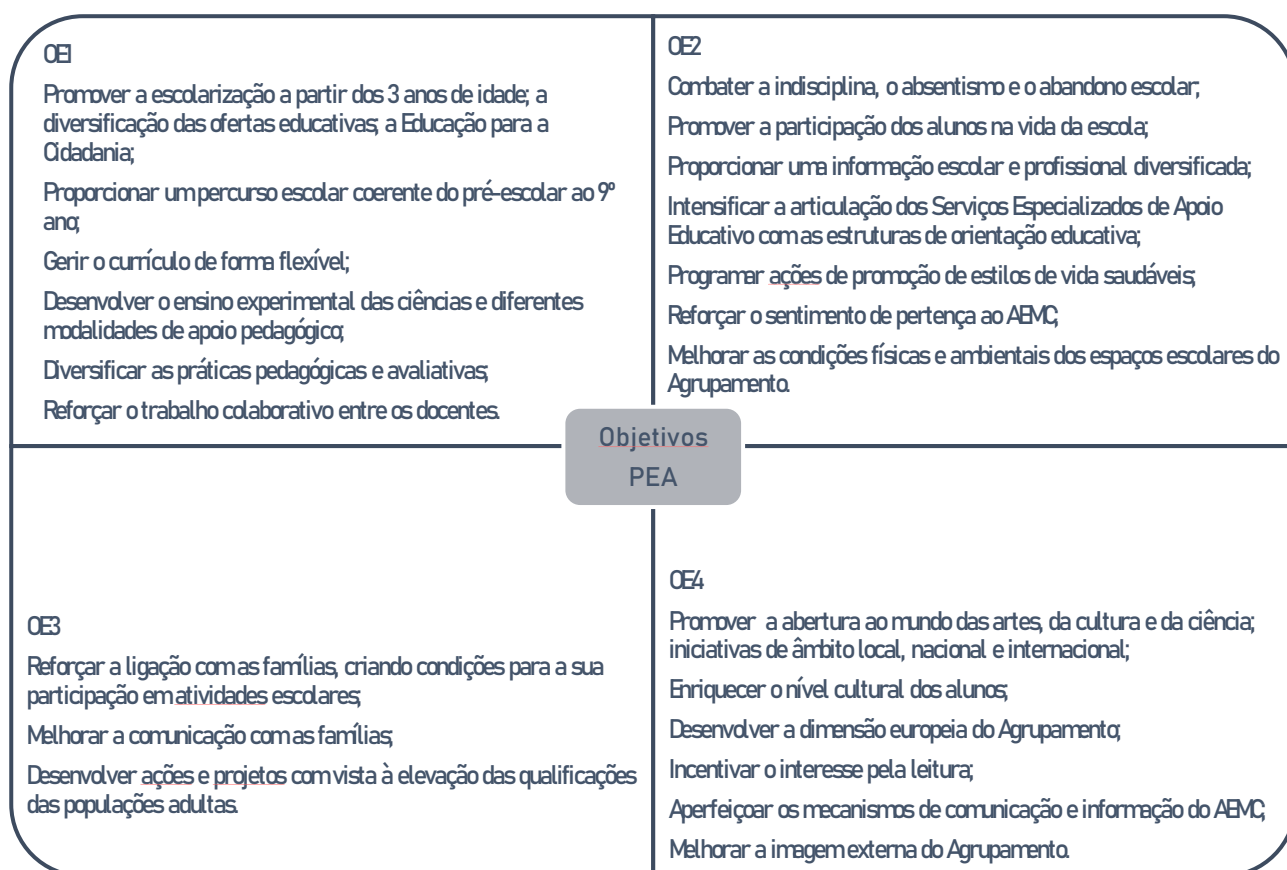 OE1
Promover a escolarização a partir dos 3 anos de idade; a
diversificação das ofertas educativas; a Educação para a
Cidadania;
Proporcionar um percurso escolar coerente do pré-escolar ao 9º
ano;
Gerir o currículo de forma flexível;
Desenvolver o ensino experimental das ciências e diferentes
modalidades de apoio pedagógico;
Diversificar as práticas pedagógicas e avaliativas;
Reforçar o trabalho colaborativo entre os docentes.
OE2
Combater a indisciplina, o absentismo e o abandono escolar;
Promover a participação dos alunos na vida da escola;
Proporcionar uma informação escolar e profissional diversificada;
Intensificar a articulação dos Serviços Especializados de Apoio
Educativo com as estruturas de orientação educativa;
Programar ações de promoção de estilos de vida saudáveis;
Reforçar o sentimento de pertença ao AEMC;
Melhorar as condições físicas e ambientais dos espaços escolares do
Agrupamento.
Objetivos
PEA
OE3
Reforçar a ligação com as famílias, criando condições para a sua
participação em atividades escolares;
Melhorar a comunicação com as famílias;
Desenvolver ações e projetos com vista à elevação das qualificações
das populações adultas.
OE4
Promover a abertura ao mundo das artes, da cultura e da ciência;
iniciativas de âmbito local, nacional e internacional;
Enriquecer o nível cultural dos alunos;
Desenvolver a dimensão europeia do Agrupamento;
Incentivar o interesse pela leitura;
Aperfeiçoar os mecanismos de comunicação e informação do AEMC;
Melhorar a imagem externa do Agrupamento.